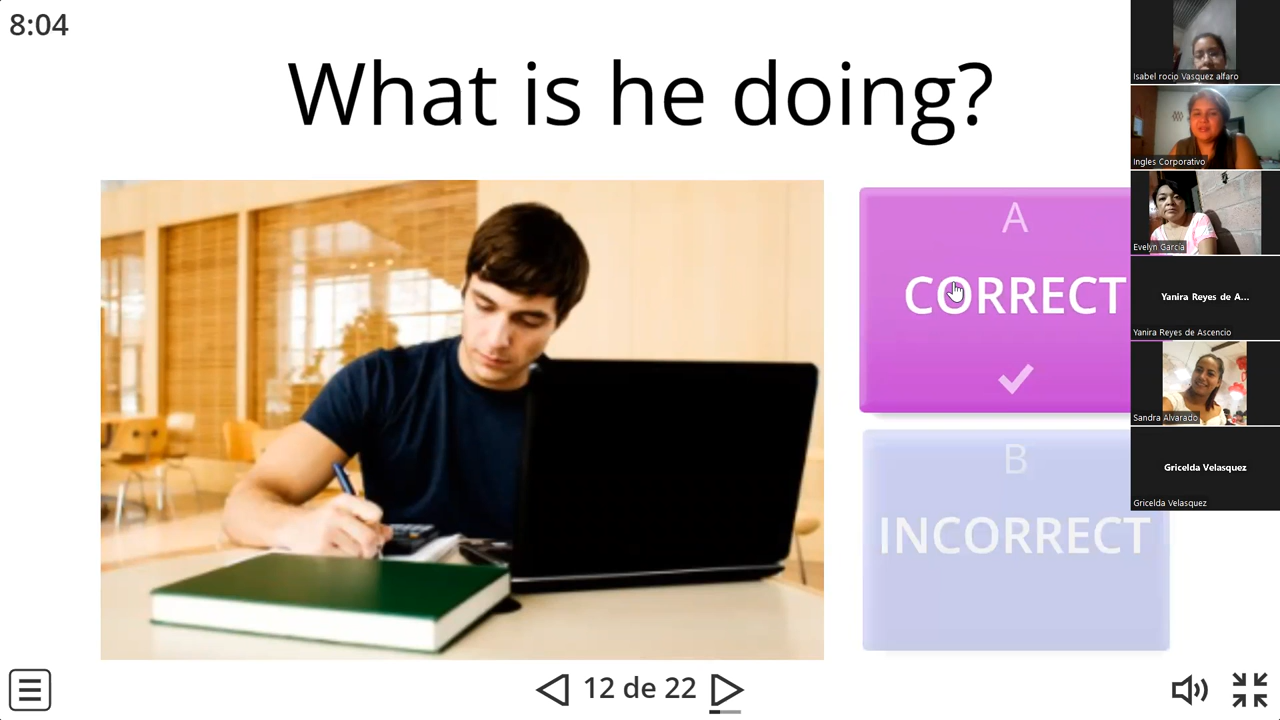 8:04
What is he doing?
A
CORRECT
B
INCORRECT
12 de 22
Isabel rocio Vasquez alfaro
Ingles Corporativo
Evelyn García
Yanira Reyes de A...
Yanira Reyes de Ascencio
Sandra Alvarado
Gricelda Velasquez
Gricelda Velasquez